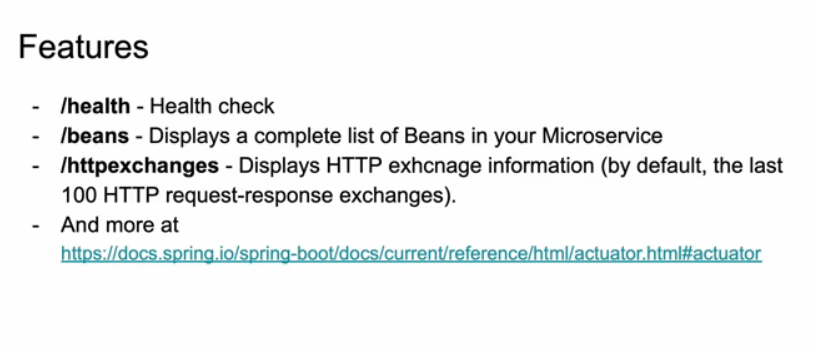 Features
- /health - Health check
- /beans - Displays a complete list of Beans in your Microservice
- /httpexchanges - Displays HTTP exhcnage information (by default, the last
100 HTTP request-response exchanges).
- And more at
https://docs.spring.io/spring-boot/docs/current/reference/html/actuator.html#actuator